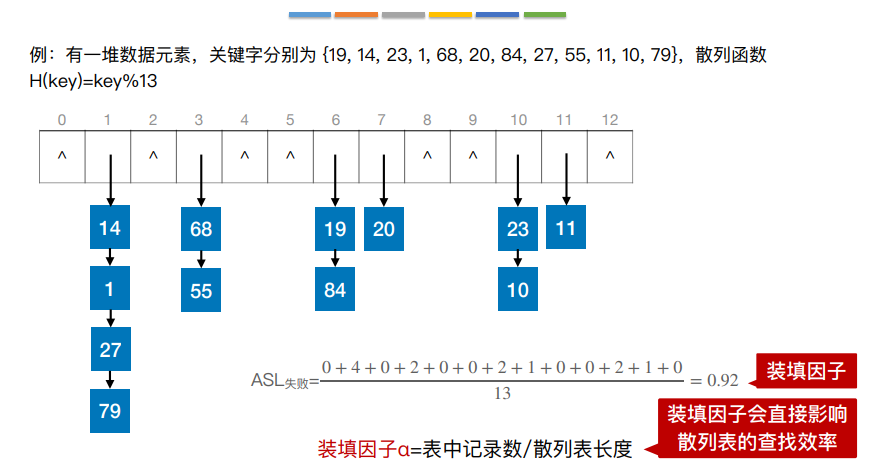 例：有一堆数据元素，关键字分别为 {19, 14, 23, 1, 68, 20, 84, 27, 55, 11, 10, 79}，散列函数
H(key)=key%13
0 1 2 3 4 5 6 7 8 9 10 11 12
^ ^ ^ ^ ^ ^ ^
14 68 19 20 23 11
1 55 84 10
27
79
ASL失败=(0+4+0+2+0+0+2+1+0+0+2+1+0)/13=0.92
装填因子
装填因子会直接影响
散列表的查找效率
装填因子α=表中记录数/散列表长度